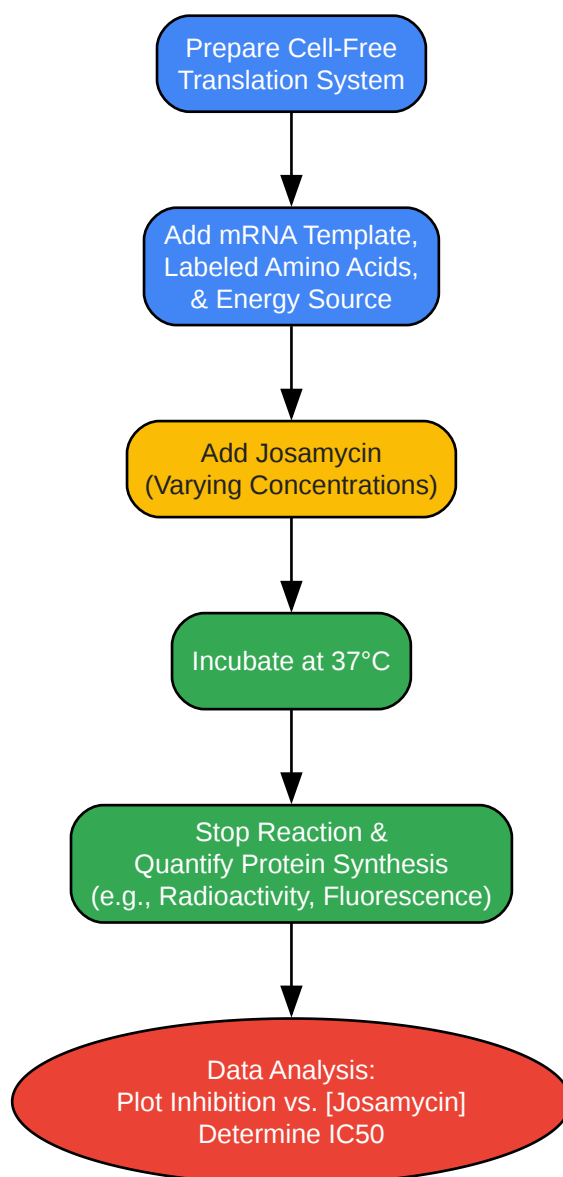 Prepare Cell-Free
Translation System
Add mRNA Template,
Labeled Amino Acids,
& Energy Source
Add Josamycin
(Varying Concentrations)
Incubate at 37°C
Stop Reaction &
Quantify Protein Synthesis
(e.g., Radioactivity, Fluorescence)
Data Analysis:
Plot Inhibition vs. [Josamycin]
Determine IC50